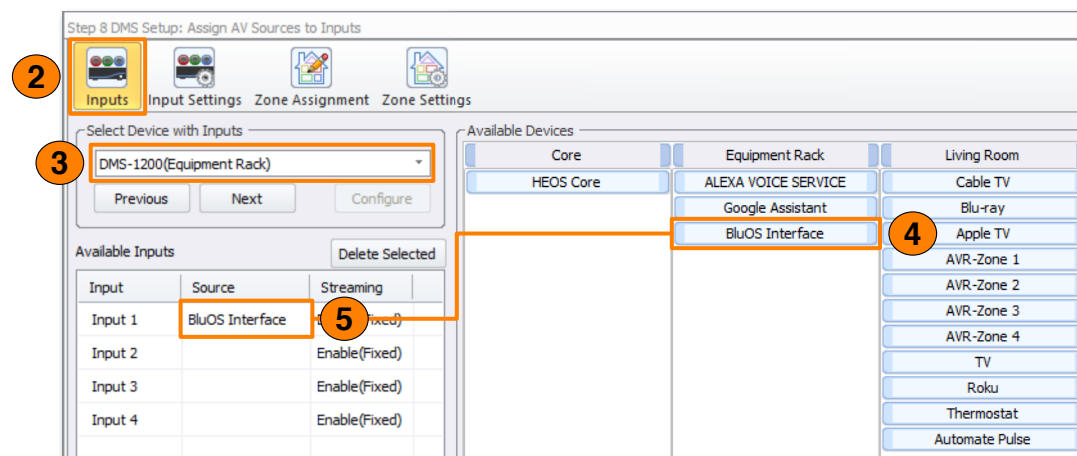 Step 8 DMS Setup: Assign AV Sources to Inputs
2
Inputs
Input Settings
Zone Assignment
Zone Settings
Select Device with Inputs
3
DMS-1200(Equipment Rack)
Previous
Next
Configure
Available Inputs
Delete Selected
Input Source Streaming
Input 1 BluOS Interface
5
Input 2 Enable(Fixed)
Input 3 Enable(Fixed)
Input 4 Enable(Fixed)
Available Devices
Core Equipment Rack Living Room
HEOS Core ALEXA VOICE SERVICE Cable TV
Google Assistant Blu-ray
BluOS Interface 4 Apple TV
AVR-Zone 1
AVR-Zone 2
AVR-Zone 3
AVR-Zone 4
TV
Roku
Thermostat
Automate Pulse